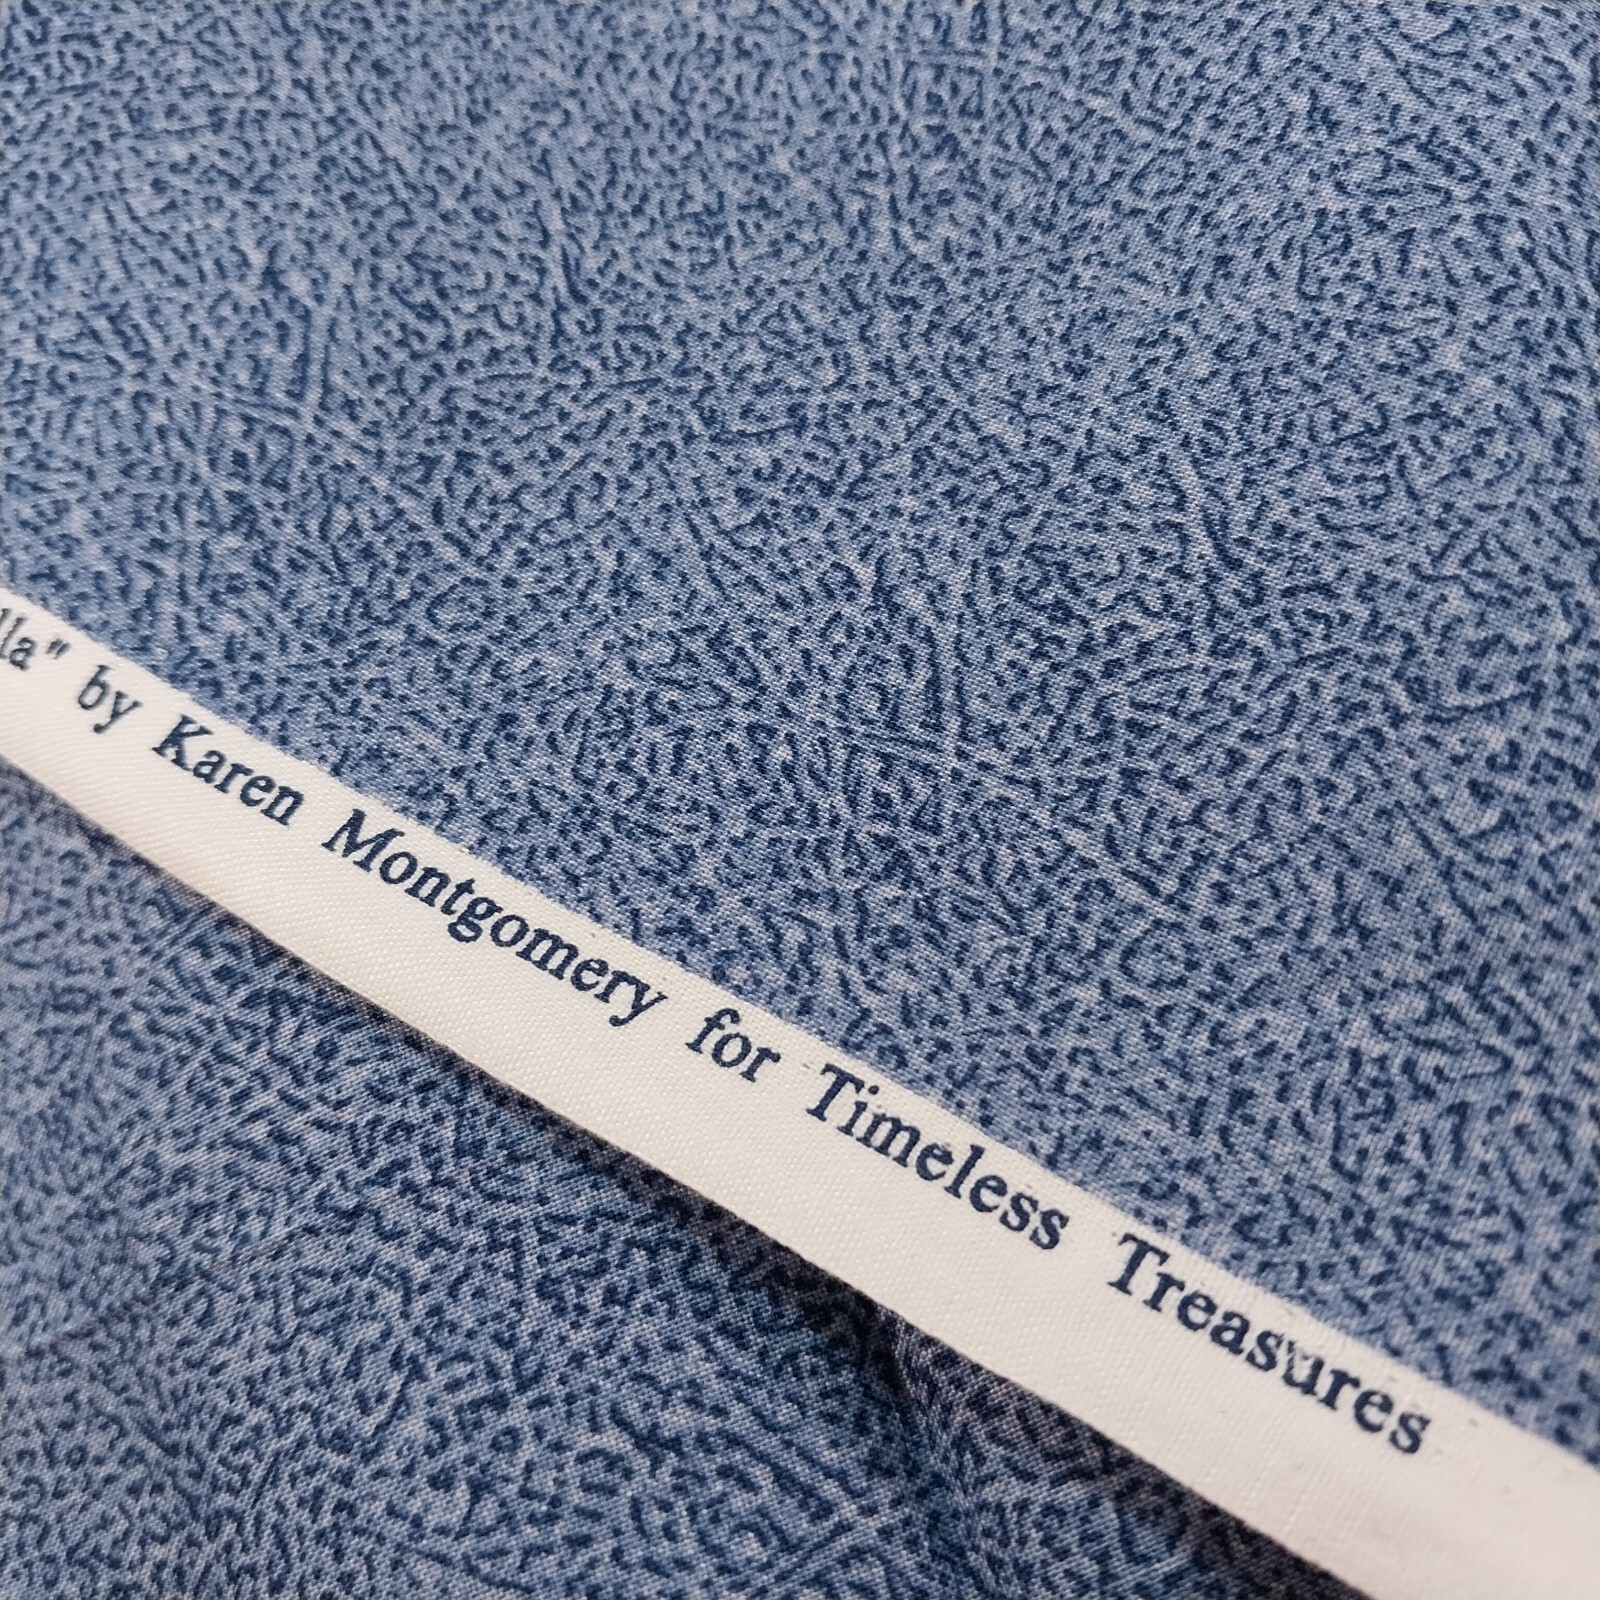 lla" by Karen Montgomery for Timeless Treasures